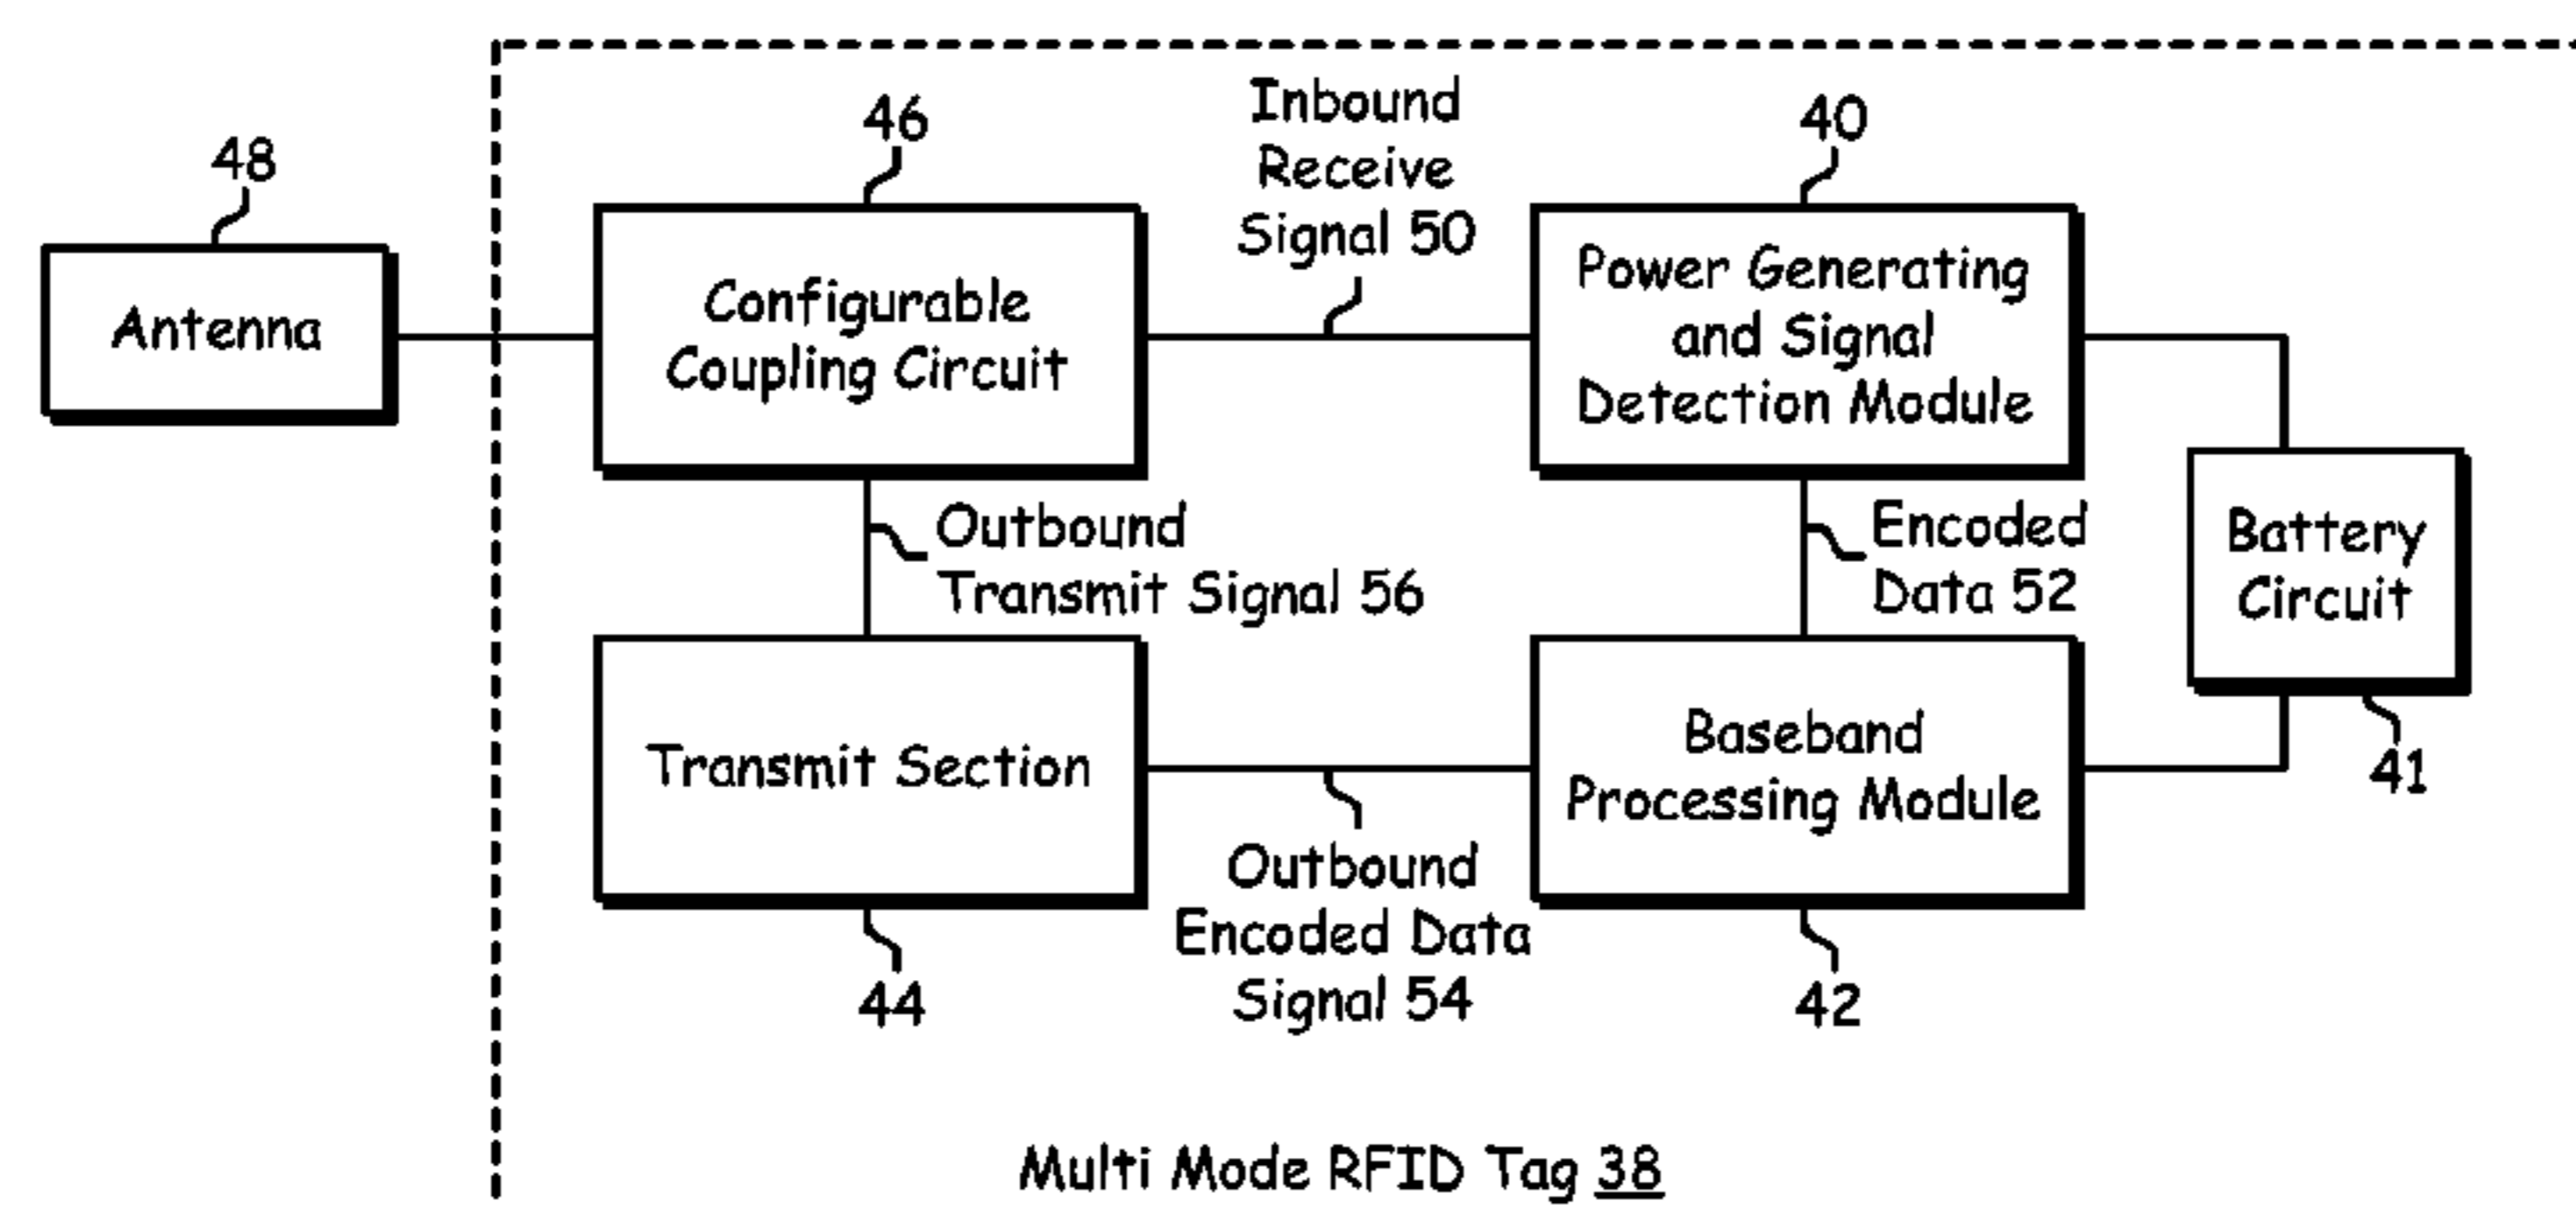 48
Antenna
46
Configurable
Coupling Circuit
Inbound
Receive
Signal 50
40
Power Generating
and Signal
Detection Module
Outbound
Transmit Signal 56
Encoded
Data 52
Battery
Circuit
41
Transmit Section
44
Outbound
Encoded Data
Signal 54
Baseband
Processing Module
42
Multi Mode RFID Tag 38